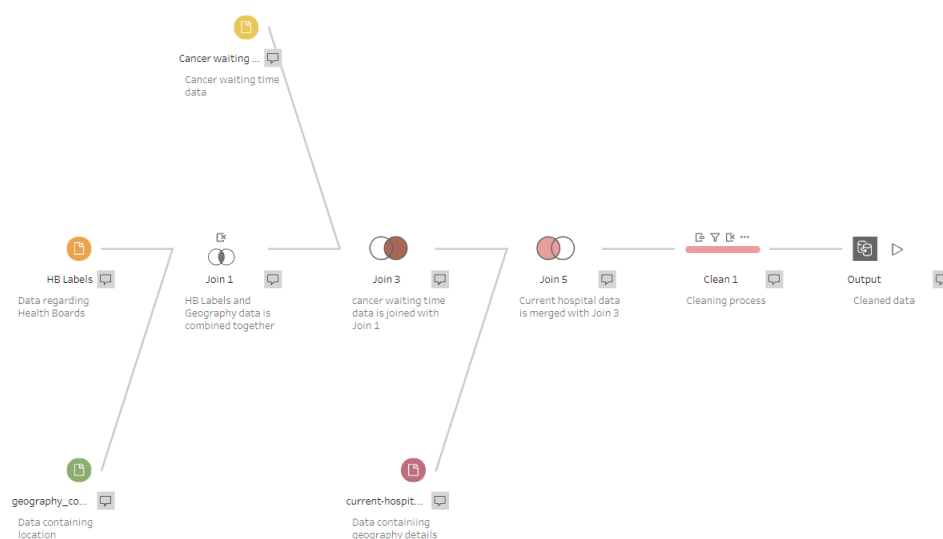 Cancer waiting ...
Cancer waiting time
data
HB Labels
Data regarding
Health Boards
Join 1
HB Labels and
Geography data is
combined together
Join 3
cancer waiting time
data is joined with
Join 1
Join 5
Current hospital data
is merged with Join 3
Clean 1
Cleaning process
Output
Cleaned data
geography_co...
Data containing
location
current-hospit...
Data containiing
geography details